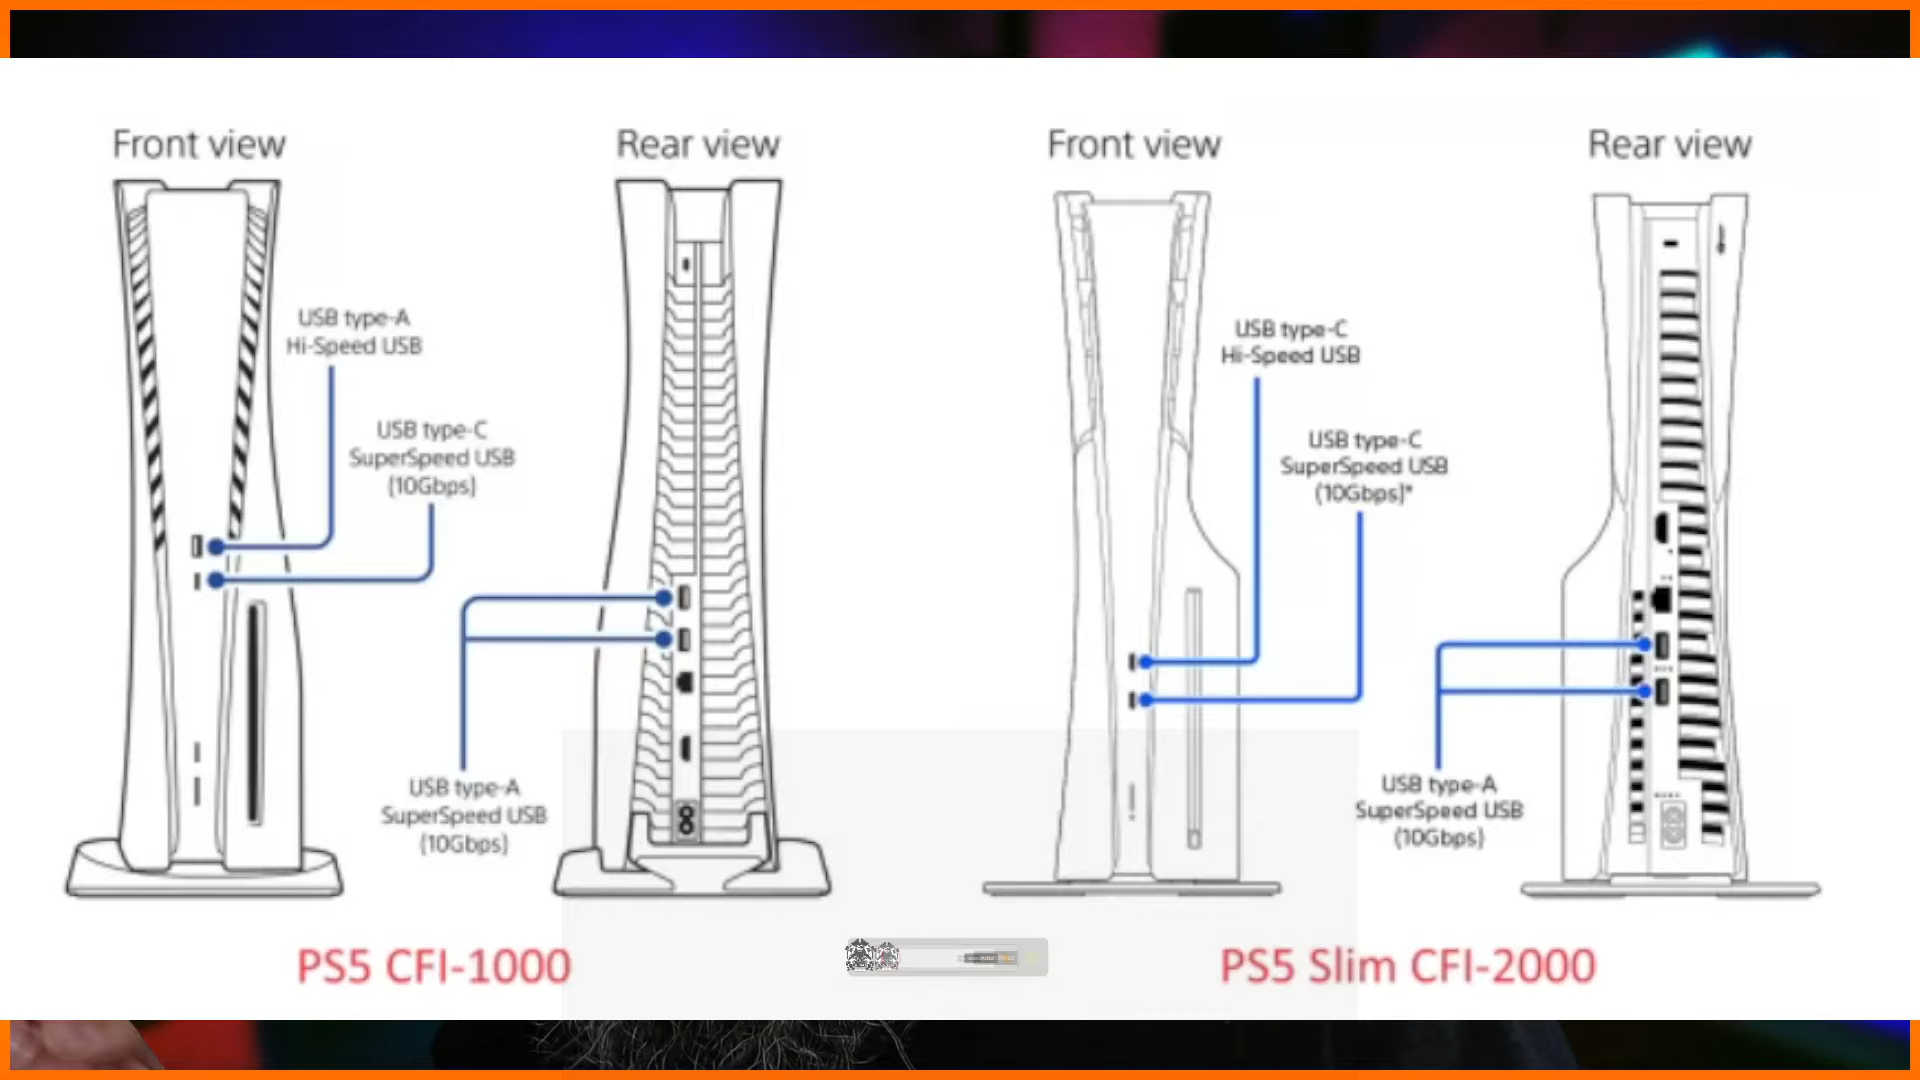 Front view
Rear view
Front view
Rear view
USB type-A
Hi-Speed USB
USB type-C
SuperSpeed USB
(10Gbps)
USB type-A
SuperSpeed USB
(10Gbps)
USB type-C
Hi-Speed USB
USB type-C
SuperSpeed USB
(10Gbps)*
USB type-A
SuperSpeed USB
(10Gbps)
PS5 CFI-1000
PS5 Slim CFI-2000